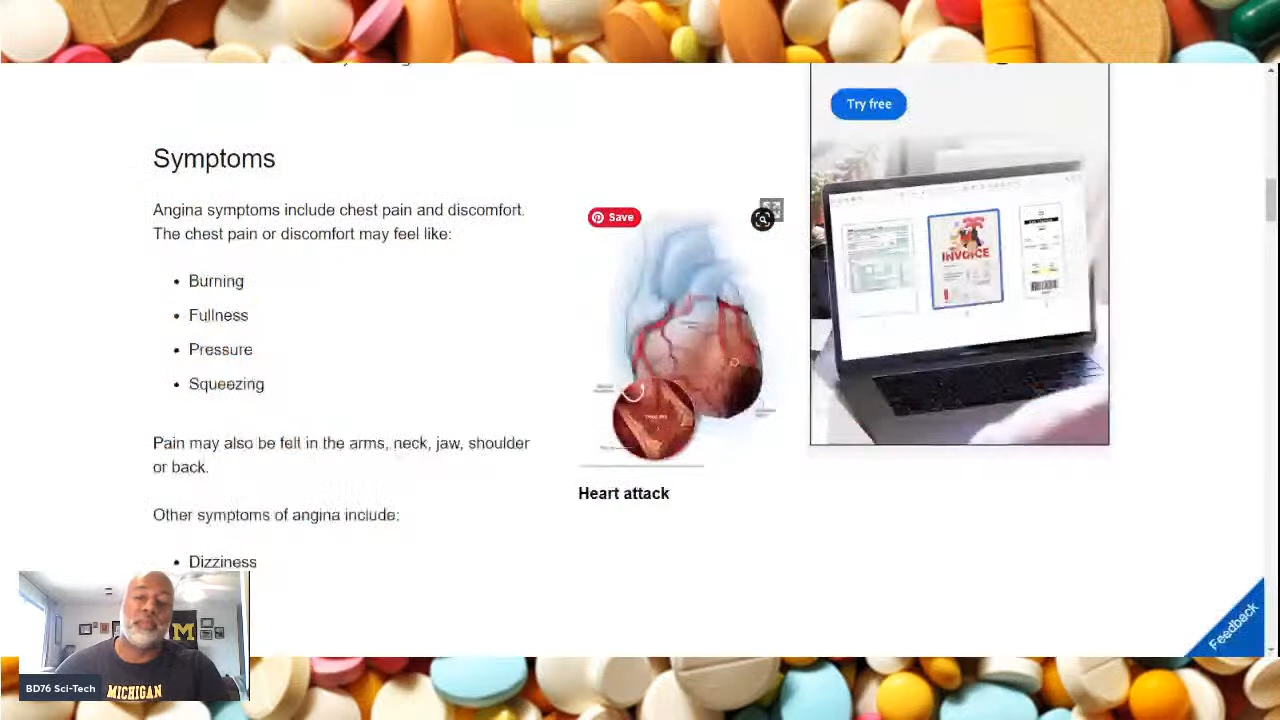 Try free
Symptoms
Angina symptoms include chest pain and discomfort.
The chest pain or discomfort may feel like:
Burning
Fullness
Pressure
Squeezing
Save
INVOICE
Heart attack
Pain may also be felt in the arms, neck, jaw, shoulder
or back.
Other symptoms of angina include:
Dizziness
Feedback
M
BD76 Sci-Tech
MICHIGAN